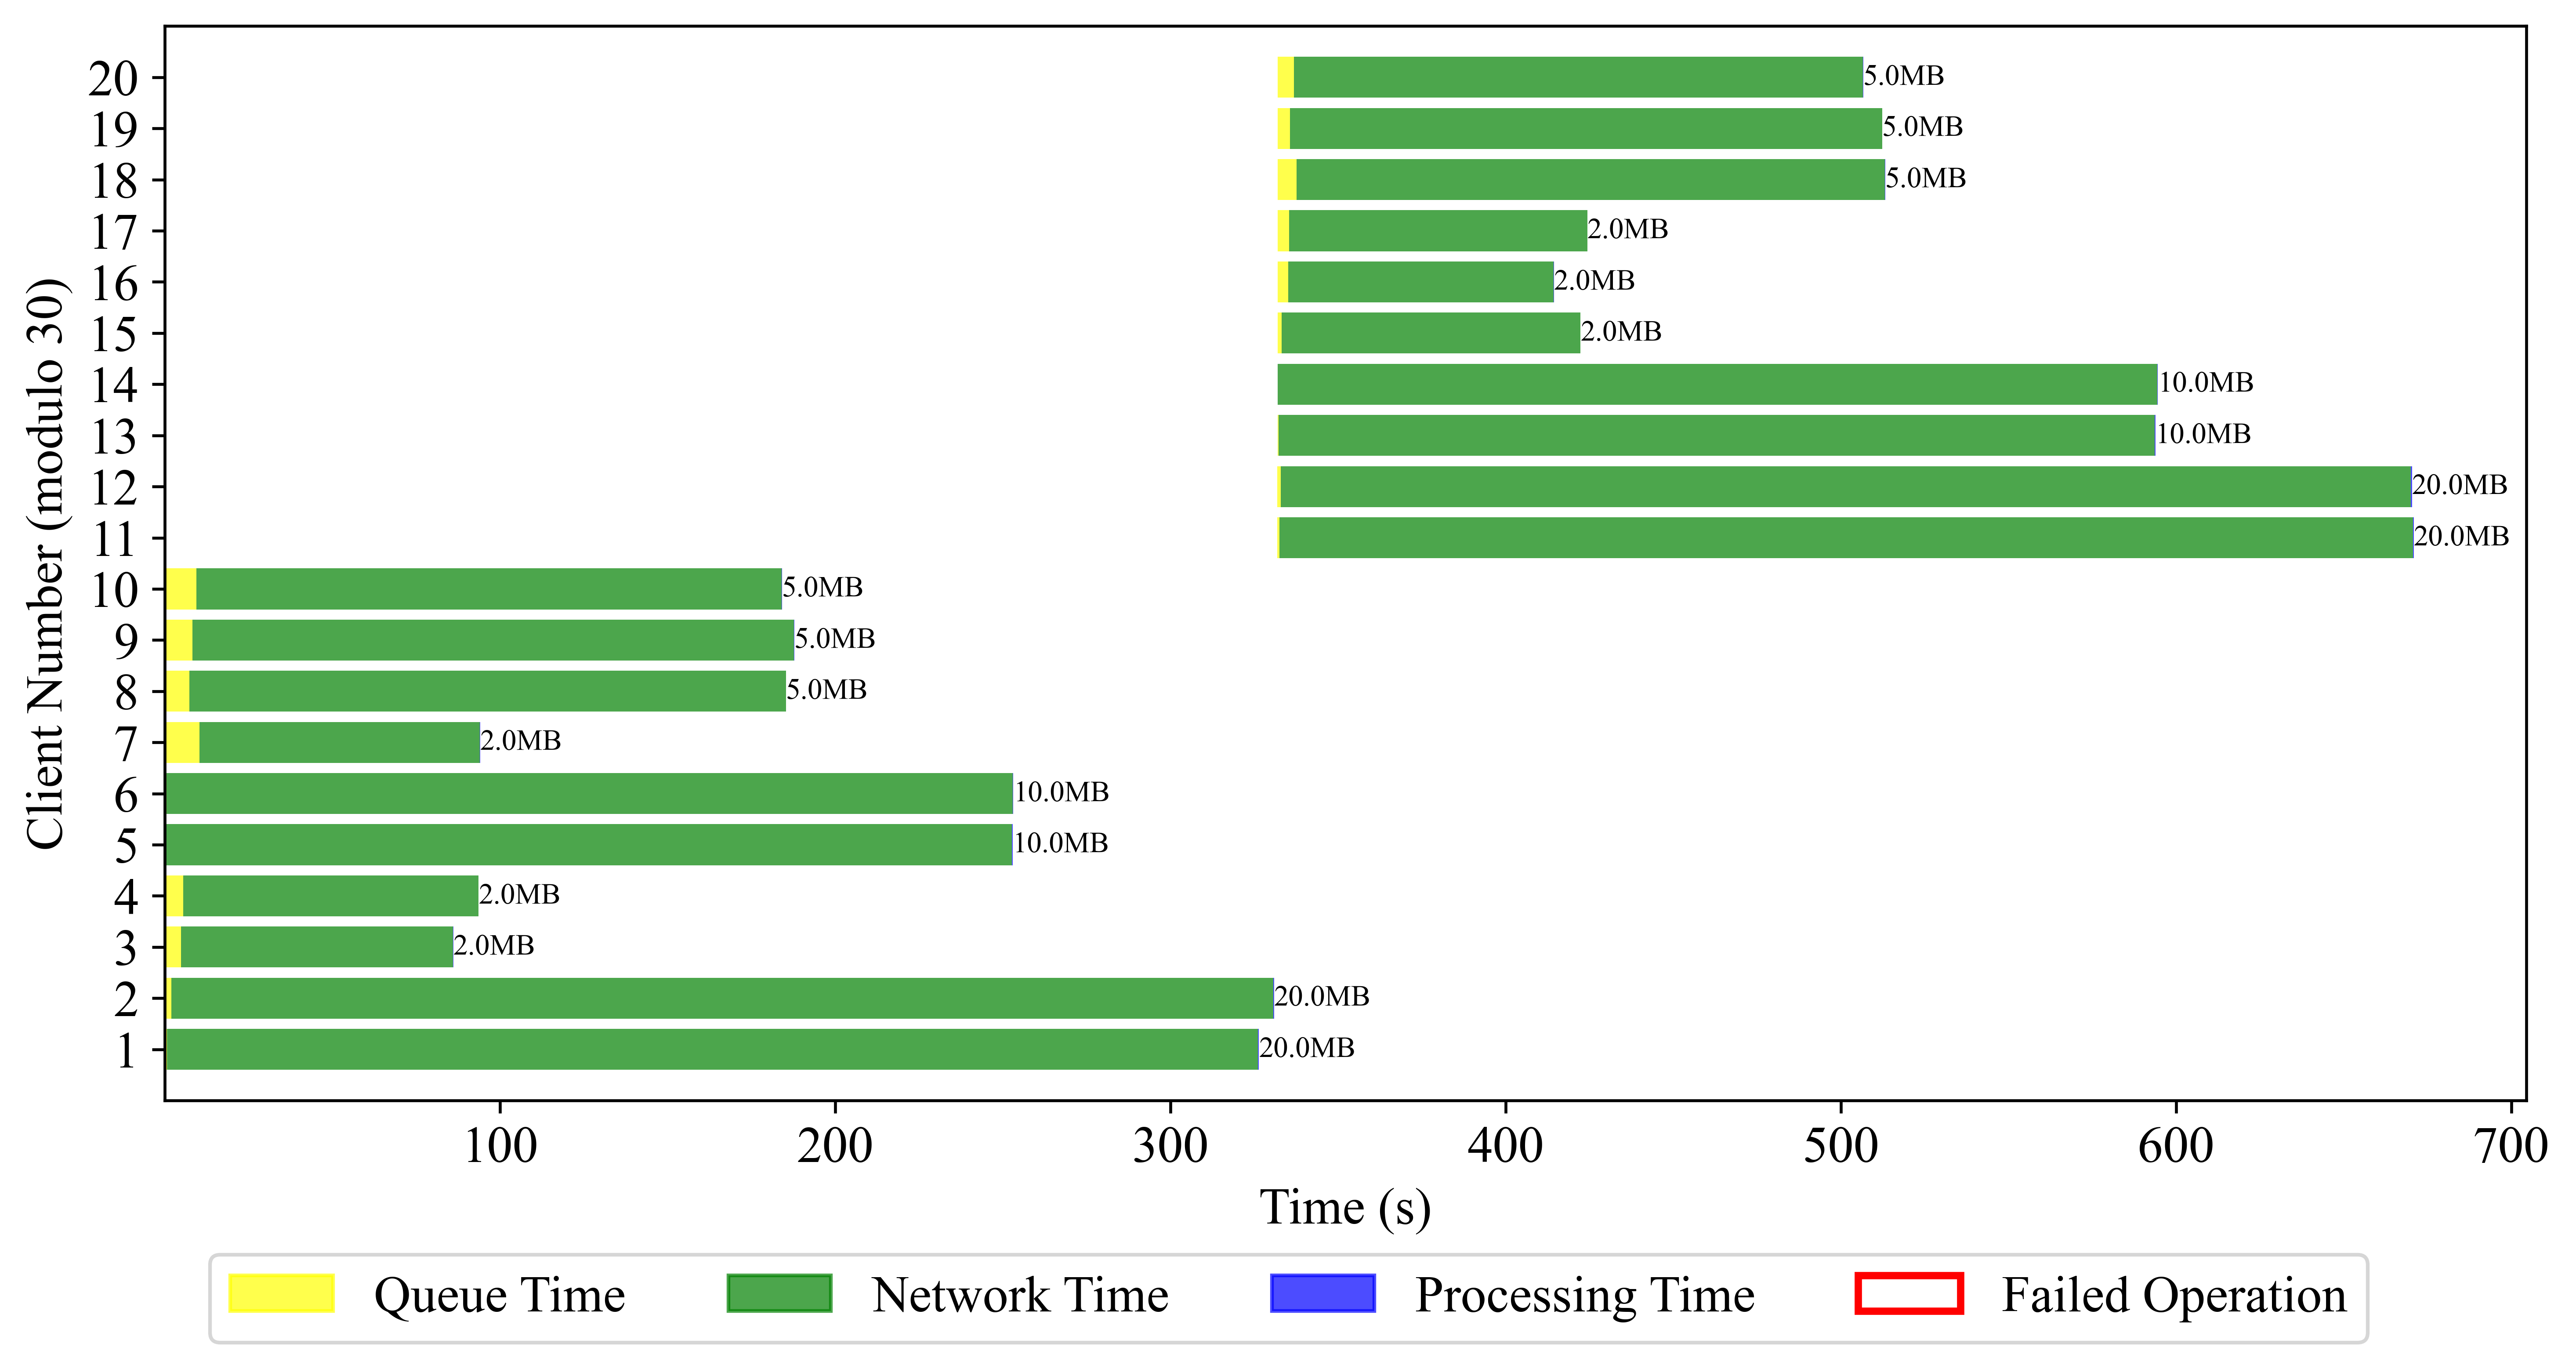 Client Number (modulo 30)
20
5.0MB
19
5.0MB
18
5.0MB
17
2.0MB
16
2.0MB
15
2.0MB
14
10.0MB
13
10.0MB
12
20.0MB
11
20.0MB
10
5.0MB
9
5.0MB
8
5.0MB
7
2.0MB
6
10.0MB
5
10.0MB
4
2.0MB
3
2.0MB
2
20.0MB
1
20.0MB
100 200 300 400 500 600 700
Time (s)
Queue Time Network Time Processing Time Failed Operation